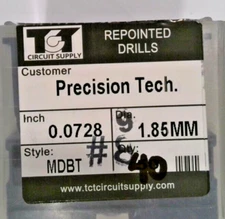 TCT
CIRCUIT SUPPLY
REPOINTED
DRILLS
Customer
Precision Tech.
Inch
Dia.
0.0728
1.85MM
Style:
Qty:
MDBT
40
www.tctcircuitsupply.com